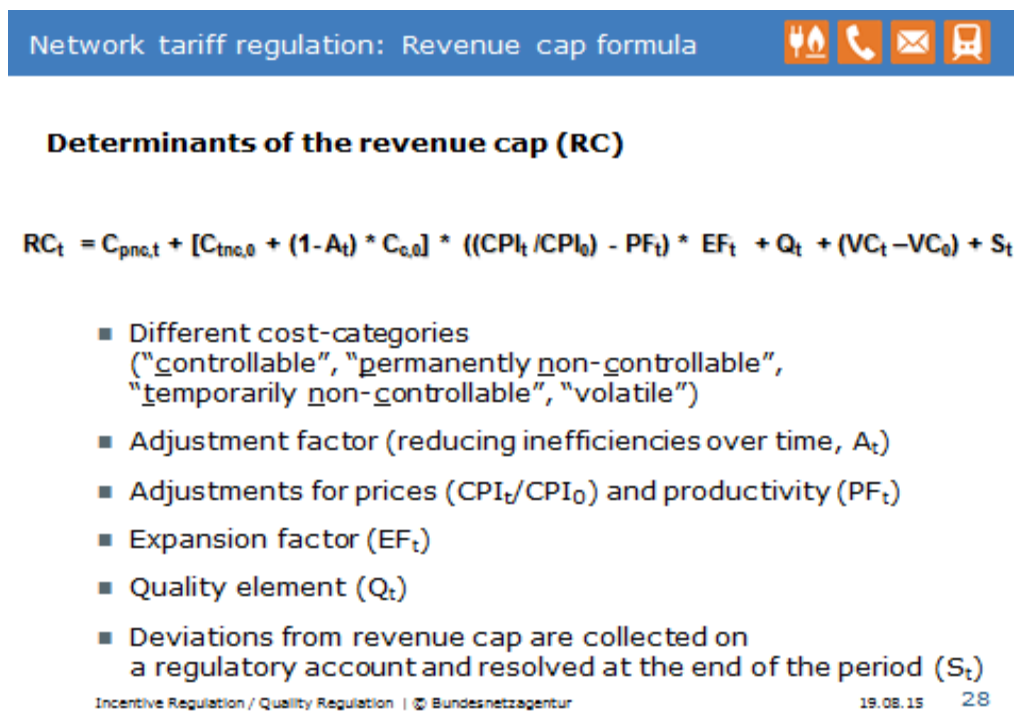 Network tariff regulation: Revenue cap formula
Determinants of the revenue cap (RC)
RCₜ = Cₚₙc,ₜ + [Cₜₙc,₀ + (1-Aₜ) * Cc,₀] * ((CPIₜ /CPI₀) - PFₜ) * EFₜ + Qₜ + (VCₜ –VC₀) + Sₜ
■ Different cost-categories
(“controllable”, “permanently non-controllable”,
“temporarily non-controllable”, “volatile”)
■ Adjustment factor (reducing inefficiencies over time, Aₜ)
■ Adjustments for prices (CPIₜ/CPI₀) and productivity (PFₜ)
■ Expansion factor (EFₜ)
■ Quality element (Qₜ)
■ Deviations from revenue cap are collected on
a regulatory account and resolved at the end of the period (Sₜ)
Incentive Regulation / Quality Regulation | © Bundesnetzagentur 19.08.15 28